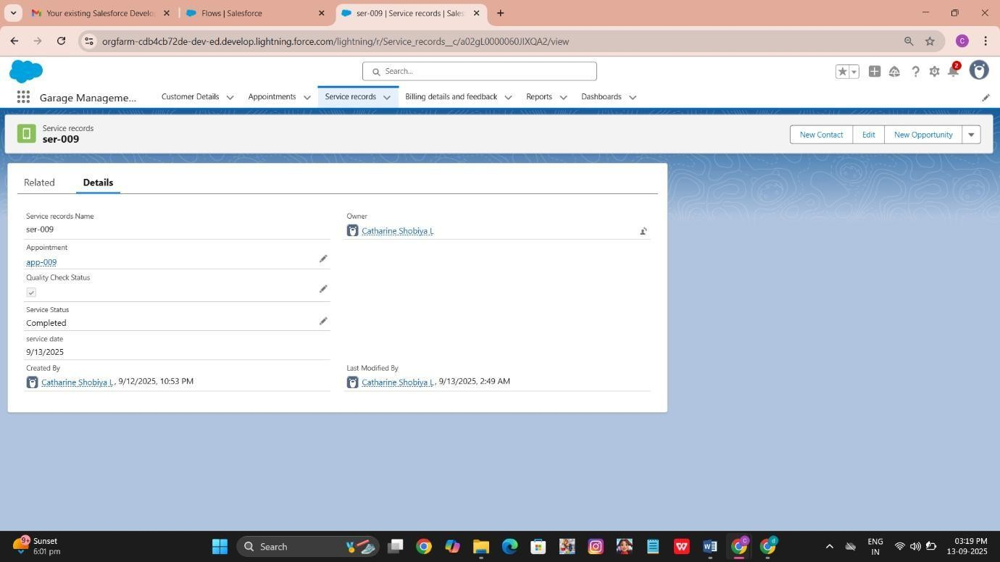 Your existing Salesforce Develo
Flows | Salesforce
ser-009 | Service records | Sales
orgfarm-cdb4cb72de-dev-ed.develop.lightning.force.com/lightning/r/Service_records__c/a02gL0000060JIXQA2/view
C
Search...
2
Garage Manageme...
Customer Details
Appointments
Service records
Billing details and feedback
Reports
Dashboards
Service records
ser-009
New Contact
Edit
New Opportunity
Related
Details
Service records Name
ser-009
Owner
Catharine Shobiya L
Appointment
app-009
Quality Check Status
Service Status
Completed
service date
9/13/2025
Created By
Catharine Shobiya L, 9/12/2025, 10:53 PM
Last Modified By
Catharine Shobiya L, 9/13/2025, 2:49 AM
9+
Sunset
6:01 pm
Search
W
C
d
ENG
IN
03:19 PM
13-09-2025